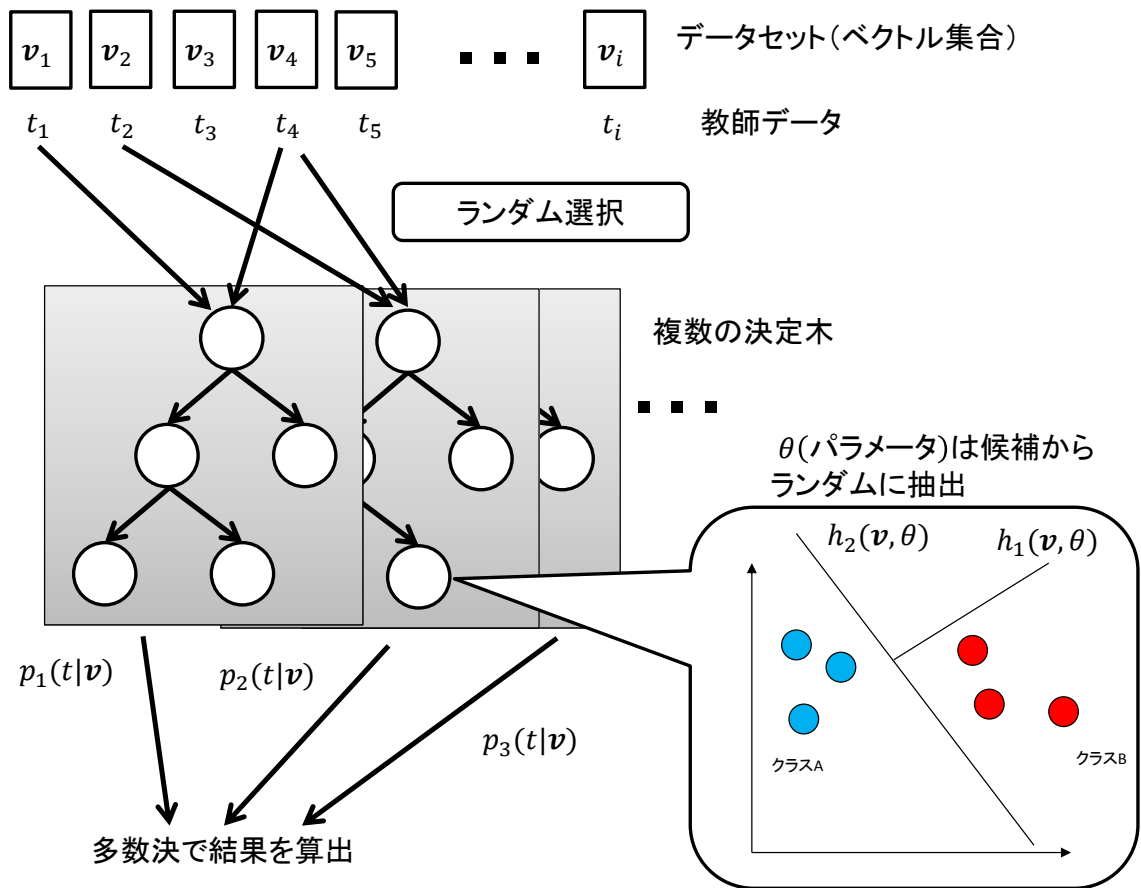 v₁ v₂ v₃ v₄ v₅ ▪ ▪ ▪ vᵢ データセット（ベクトル集合）
t₁ t₂ t₃ t₄ t₅ tᵢ 教師データ
ランダム選択
複数の決定木
▪ ▪ ▪
θ(パラメータ)は候補から
ランダムに抽出
h₂(v, θ) h₁(v, θ)
クラスA クラスB
p₁(t|v) p₂(t|v) p₃(t|v)
多数決で結果を算出